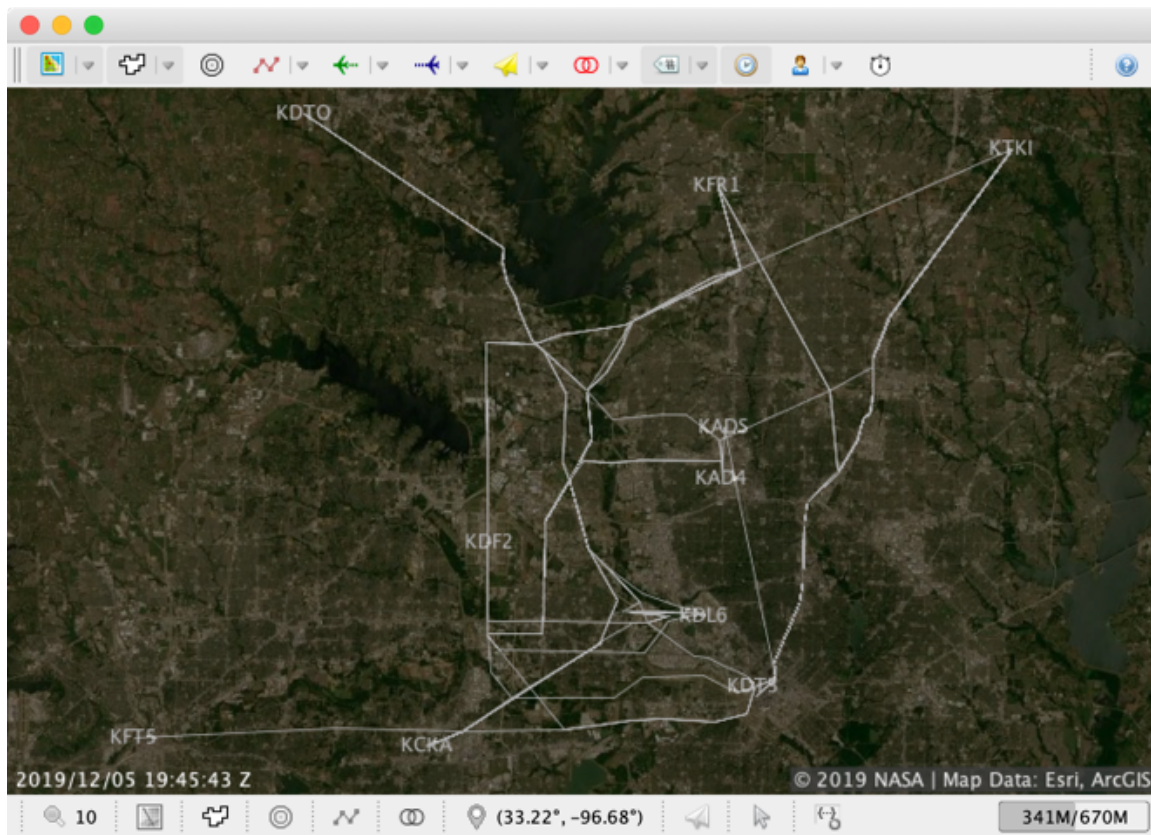 KDTO
KTKI
KFR1
KADS
KAD4
KDF2
KDL6
KDTS
KFT5
KCKA
2019/12/05 19:45:43 Z
© 2019 NASA | Map Data: Esri, ArcGIS
10
(33.22°, -96.68°)
341M/670M